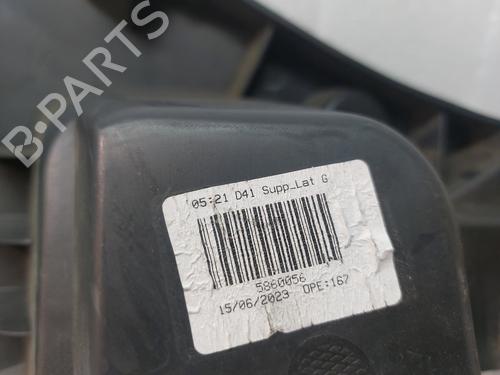 B-PARTS
05:21 D41 Supp_Lat G
5860056
15/06/2023 OPE:167